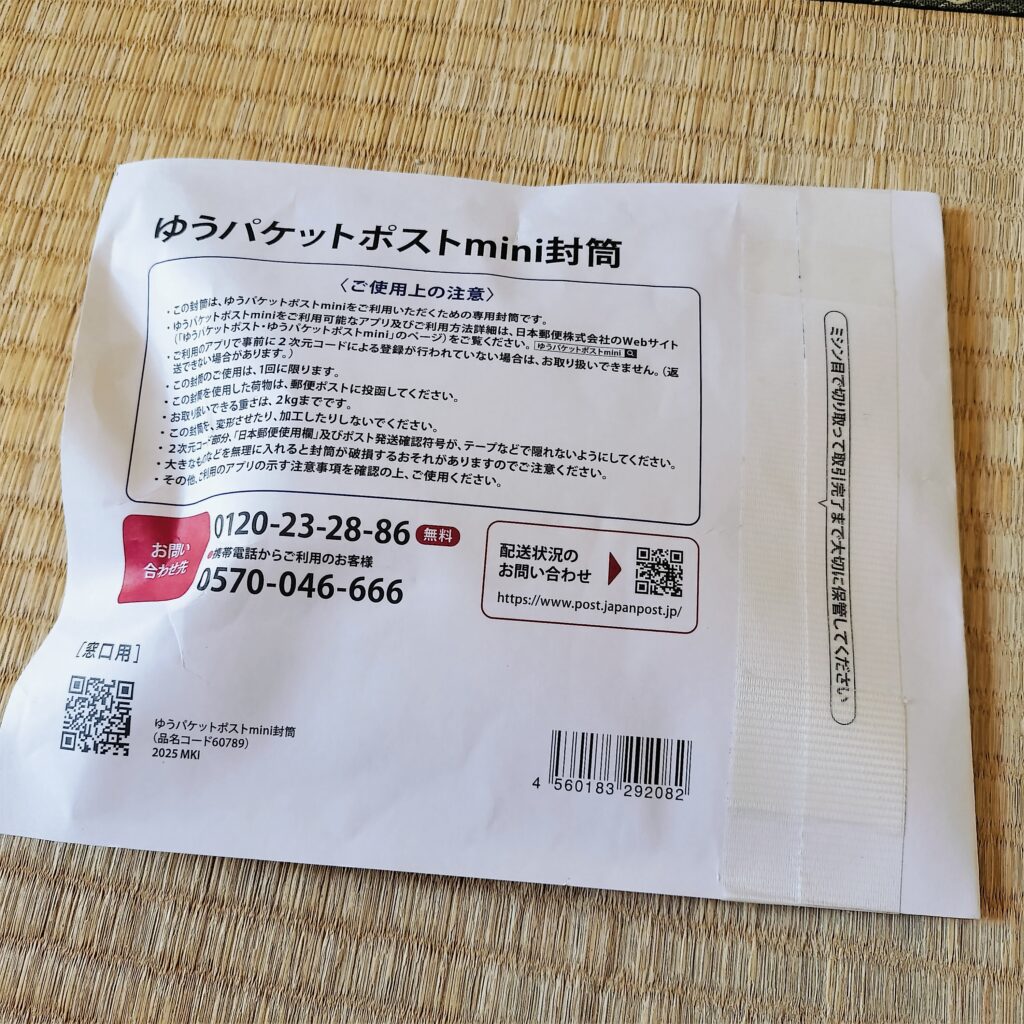 ゆうパケットポストmini封筒
〈ご使用上の注意〉
・この封筒は、ゆうパケットポストminiをご利用いただくための専用封筒です。
・ゆうパケットポストminiをご利用可能なアプリ及びご利用方法詳細は、日本郵便株式会社のWebサイト
（「ゆうパケットポスト・ゆうパケットポストmini」のページ）をご覧ください。 ゆうパケットポストmini
・ご利用のアプリで事前に２次元コードによる登録が行われていない場合は、お取り扱いできません。（返
送できない場合があります。）
・この封筒のご使用は、1回に限ります。
・この封筒を使用した荷物は、郵便ポストに投函してください。
・お取り扱いできる重さは、2kgまでです。
・この封筒を、変形させたり、加工したりしないでください。
・２次元コード部分、「日本郵便使用欄」及びポスト発送確認符号が、テープなどで隠れないようにしてください。
・大きなものなどを無理に入れると封筒が破損するおそれがありますのでご注意ください。
・その他、ご利用のアプリの示す注意事項を確認の上、ご使用ください。
お問い
合わせ先
0120-23-28-86 無料
●携帯電話からご利用のお客様
0570-046-666
配送状況の
お問い合わせ
https://www.post.japanpost.jp/
［窓口用］
ゆうパケットポストmini封筒
（品名コード60789）
2025 MKI
4 560183 292082
ミシン目で切り取って取引完了まで大切に保管してください